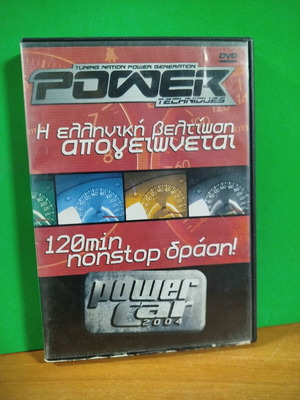 TUNING NATION POWER GENERATION
DVD
POWER
TECHNIQUES
Η ελληνική βελτίωση
απογειώνεται
120min
nonstop δράση!
power
car
2004